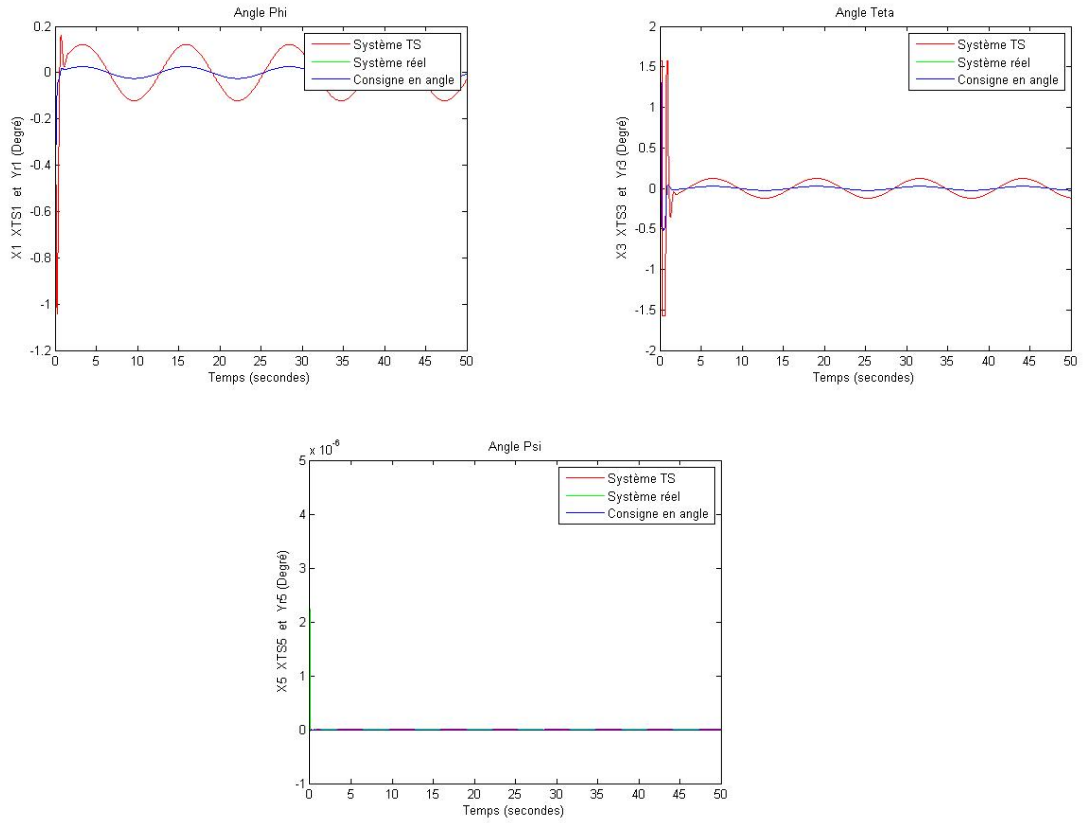 Angle Phi
0.2
0
-0.2
-0.4
-0.6
-0.8
-1
-1.2
X1 XTS1 et Yr1 (Degré)
Système TS
Système réel
Consigne en angle
0 5 10 15 20 25 30 35 40 45 50
Temps (secondes)
Angle Teta
2
1.5
1
0.5
0
-0.5
-1
-1.5
-2
X3 XTS3 et Yr3 (Degré)
Système TS
Système réel
Consigne en angle
0 5 10 15 20 25 30 35 40 45 50
Temps (secondes)
Angle Psi
x 10⁻⁶
5
4
3
2
1
0
-1
X5 XTS5 et Yr5 (Degré)
Système TS
Système réel
Consigne en angle
0 5 10 15 20 25 30 35 40 45 50
Temps (secondes)